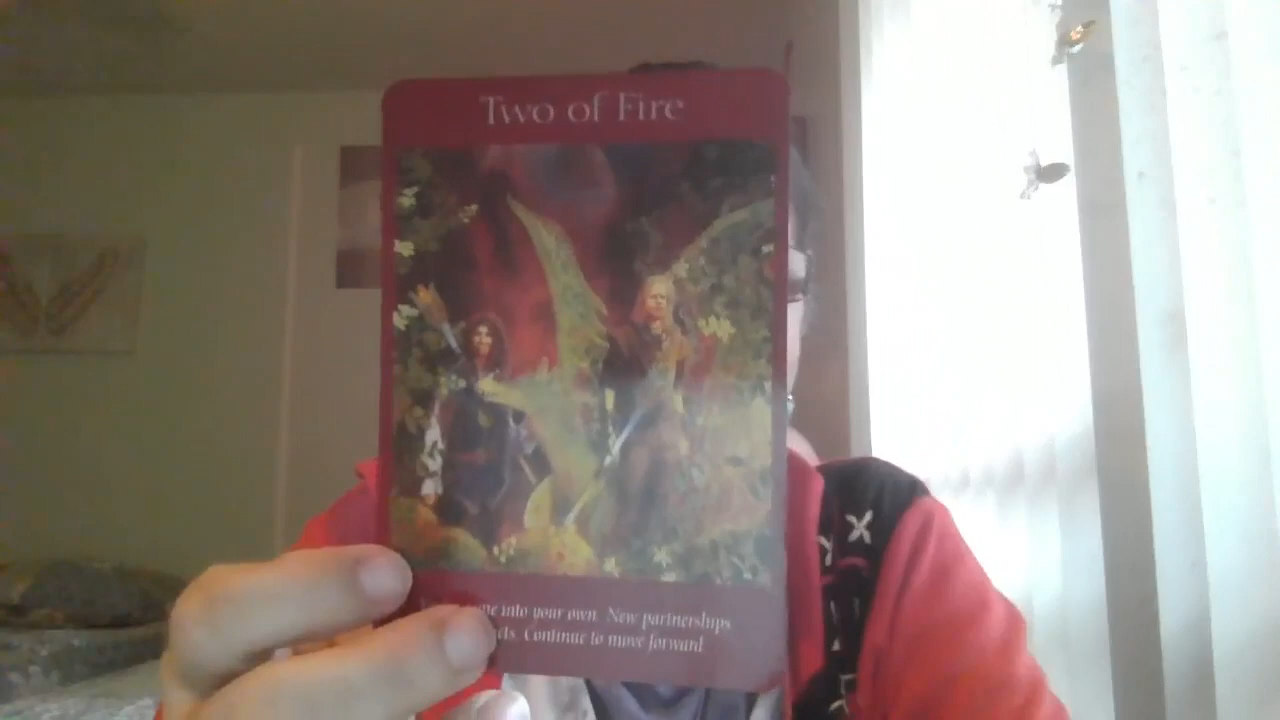 Two of Fire
into your own. New partnerships
Continue to move forward